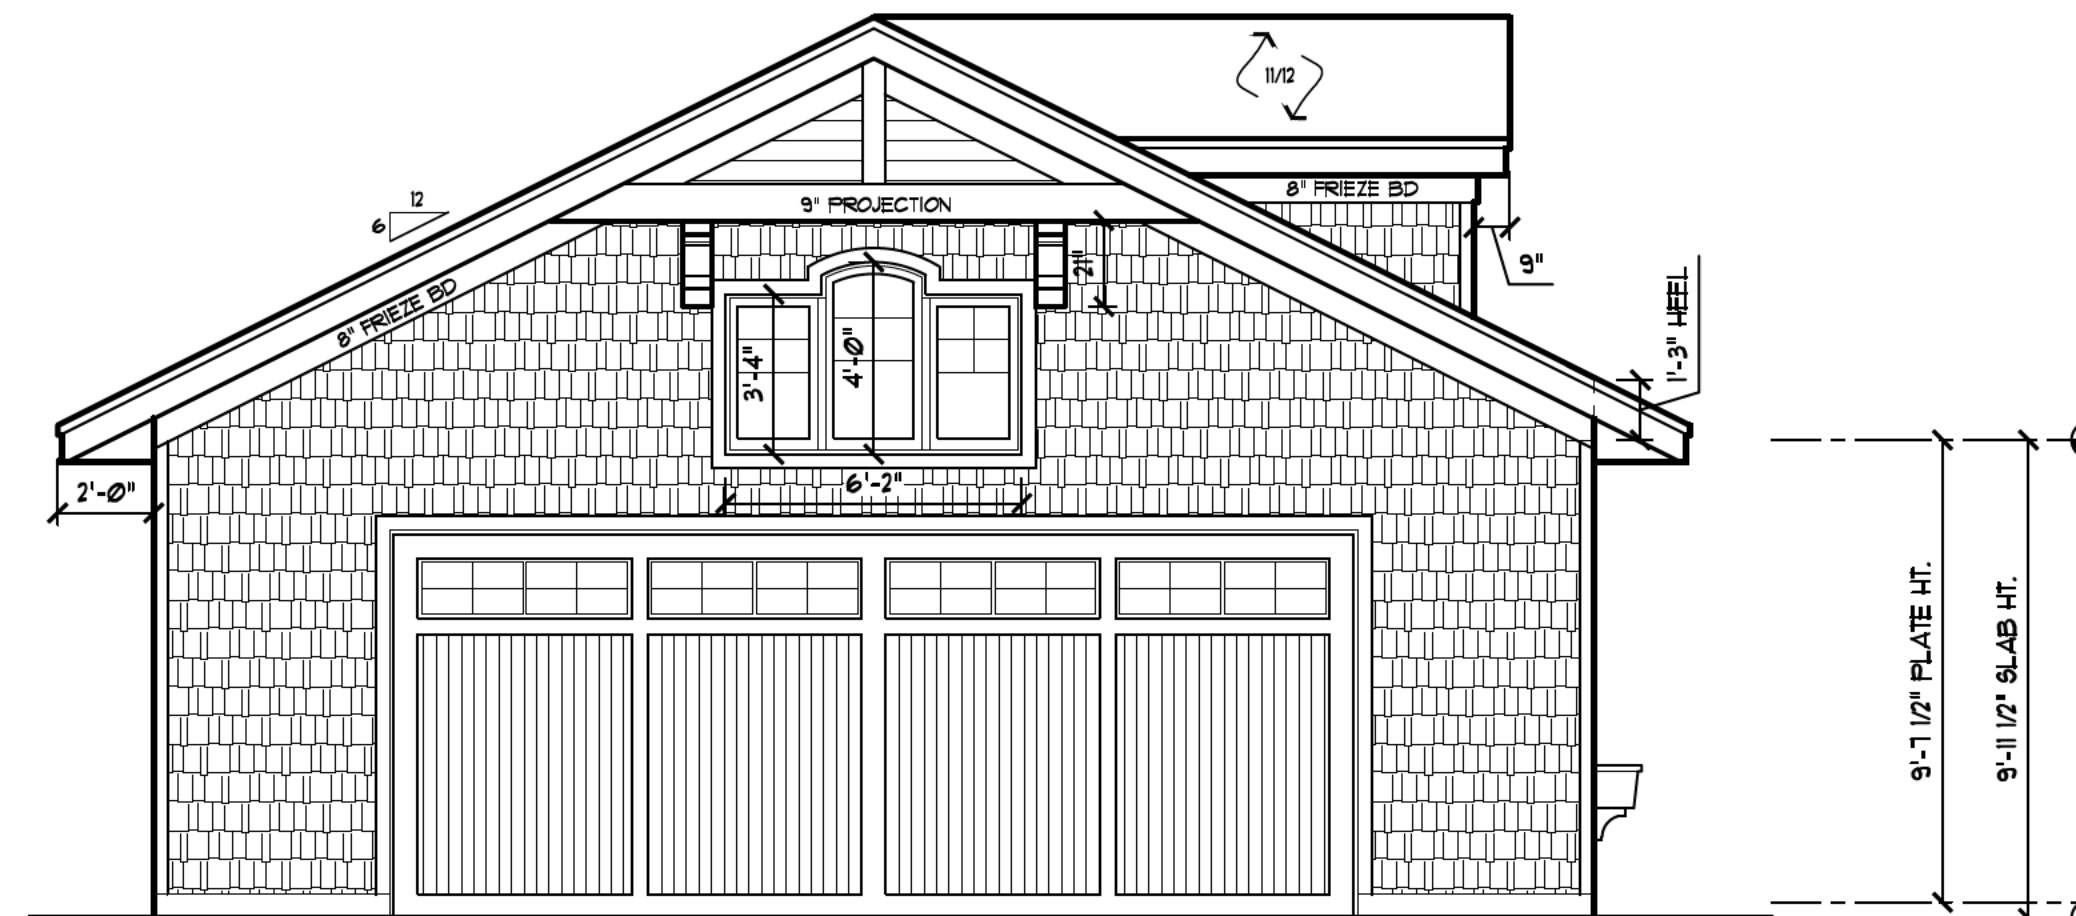 11/12
8" FRIEZE BD
12
6
9" PROJECTION
9"
21"
1'-3" HEEL
8" FRIEZE BD
3'-4"
4'-0"
6'-2"
2'-0"
9'-7 1/2" PLATE HT.
9'-11 1/2" SLAB HT.